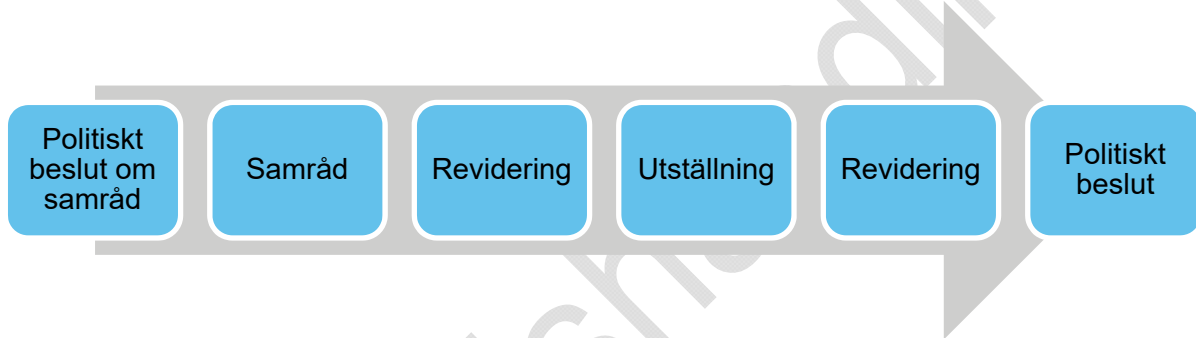 Politiskt
beslut om
samråd
Samråd
Revidering
Utställning
Revidering
Politiskt
beslut